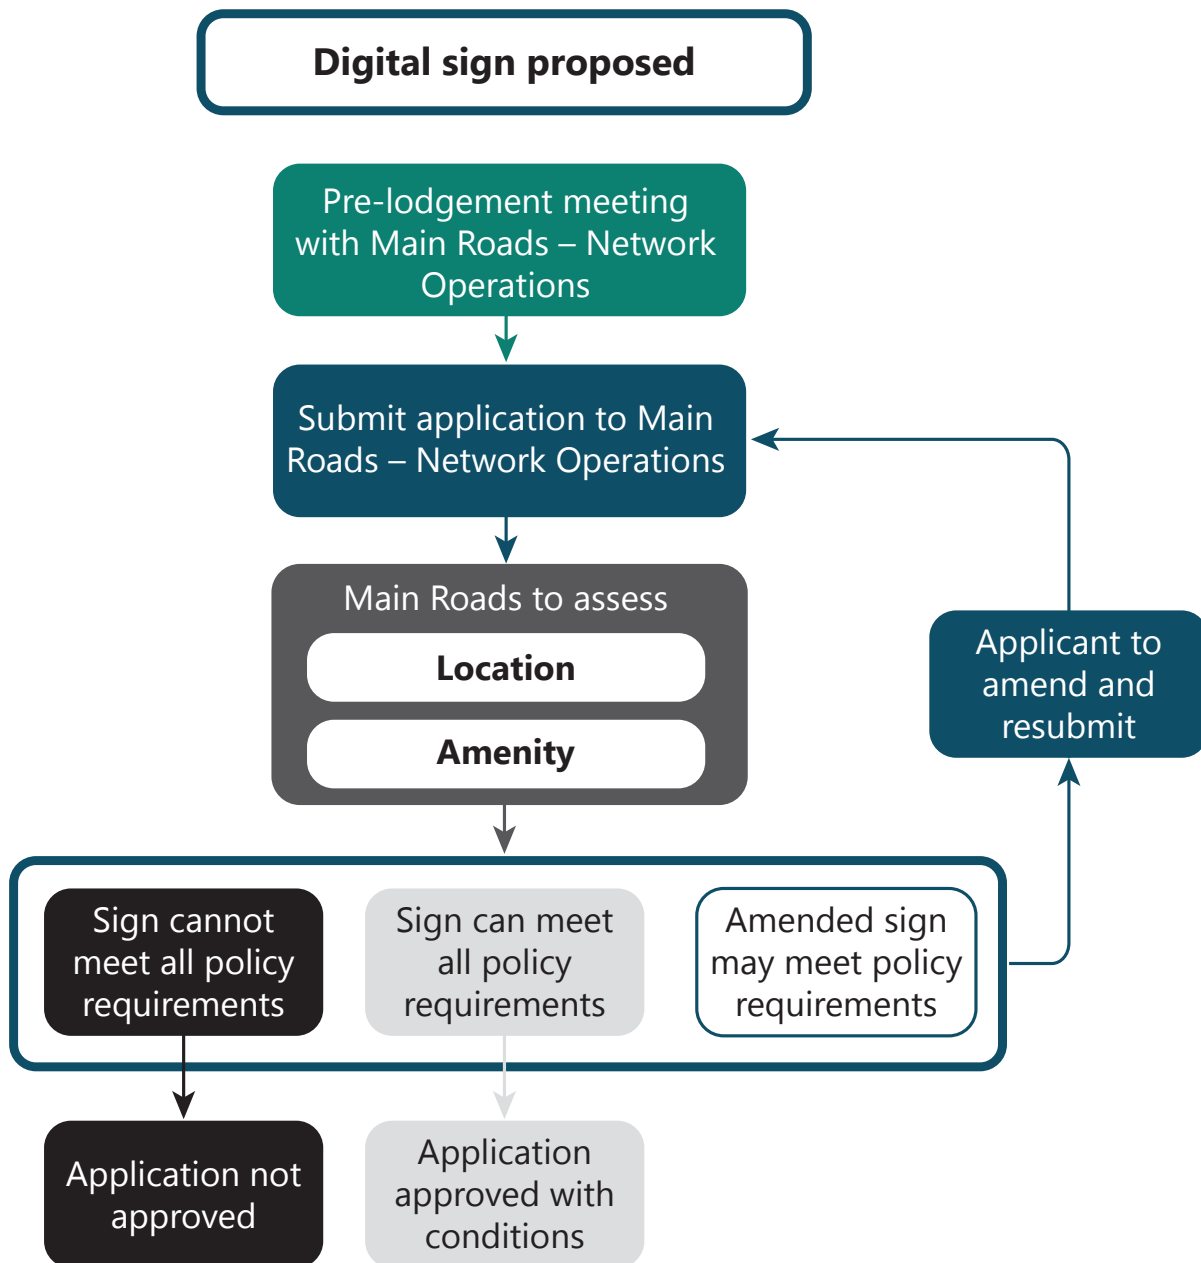 Digital sign proposed
Pre-lodgement meeting
with Main Roads – Network
Operations
Submit application to Main
Roads – Network Operations
Main Roads to assess
Location
Amenity
Applicant to
amend and
resubmit
Sign cannot
meet all policy
requirements
Sign can meet
all policy
requirements
Amended sign
may meet policy
requirements
Application not
approved
Application
approved with
conditions